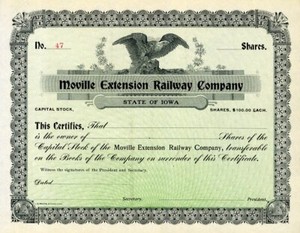 No. 47 Shares.
Moville Extension Railway Company
STATE OF IOWA
CAPITAL STOCK. SHARES, $100.00 EACH.
This Certifies, That
is the owner of Shares of the
Capital Stock of the Moville Extension Railway Company, transferable
on the Books of the Company on surrender of this Certificate.
Witness the signatures of the President and Secretary.
Dated
Secretary. President.